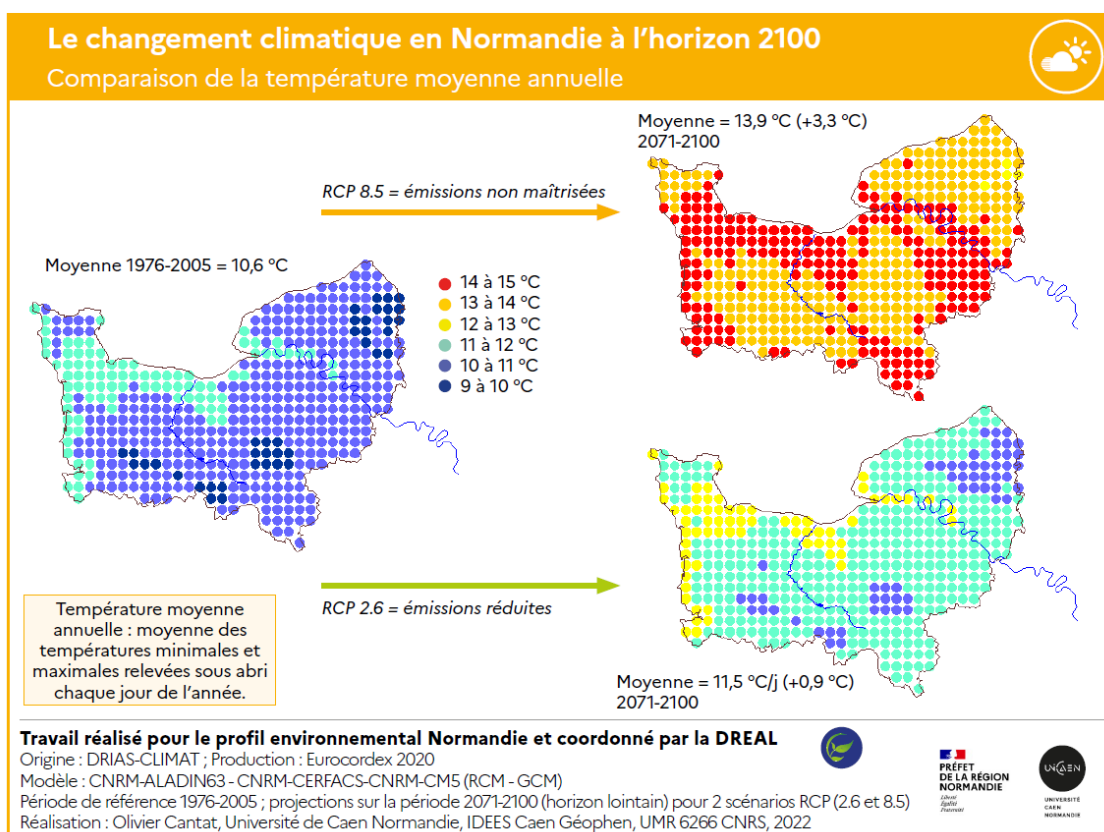 Le changement climatique en Normandie à l'horizon 2100
Comparaison de la température moyenne annuelle
Moyenne = 13,9 °C (+3,3 °C)
2071-2100
RCP 8.5 = émissions non maîtrisées
Moyenne 1976-2005 = 10,6 °C
14 à 15 °C
13 à 14 °C
12 à 13 °C
11 à 12 °C
10 à 11 °C
9 à 10 °C
RCP 2.6 = émissions réduites
Température moyenne
annuelle : moyenne des
températures minimales et
maximales relevées sous abri
chaque jour de l'année.
Moyenne = 11,5 °C/j (+0,9 °C)
2071-2100
Travail réalisé pour le profil environnemental Normandie et coordonné par la DREAL
Origine : DRIAS-CLIMAT ; Production : Eurocordex 2020
Modèle : CNRM-ALADIN63 - CNRM-CERFACS-CNRM-CM5 (RCM - GCM)
Période de référence 1976-2005 ; projections sur la période 2071-2100 (horizon lointain) pour 2 scénarios RCP (2.6 et 8.5)
Réalisation : Olivier Cantat, Université de Caen Normandie, IDEES Caen Géophen, UMR 6266 CNRS, 2022
PRÉFET
DE LA RÉGION
NORMANDIE
Liberté
Égalité
Fraternité
UNICAEN
UNIVERSITÉ
CAEN
NORMANDIE